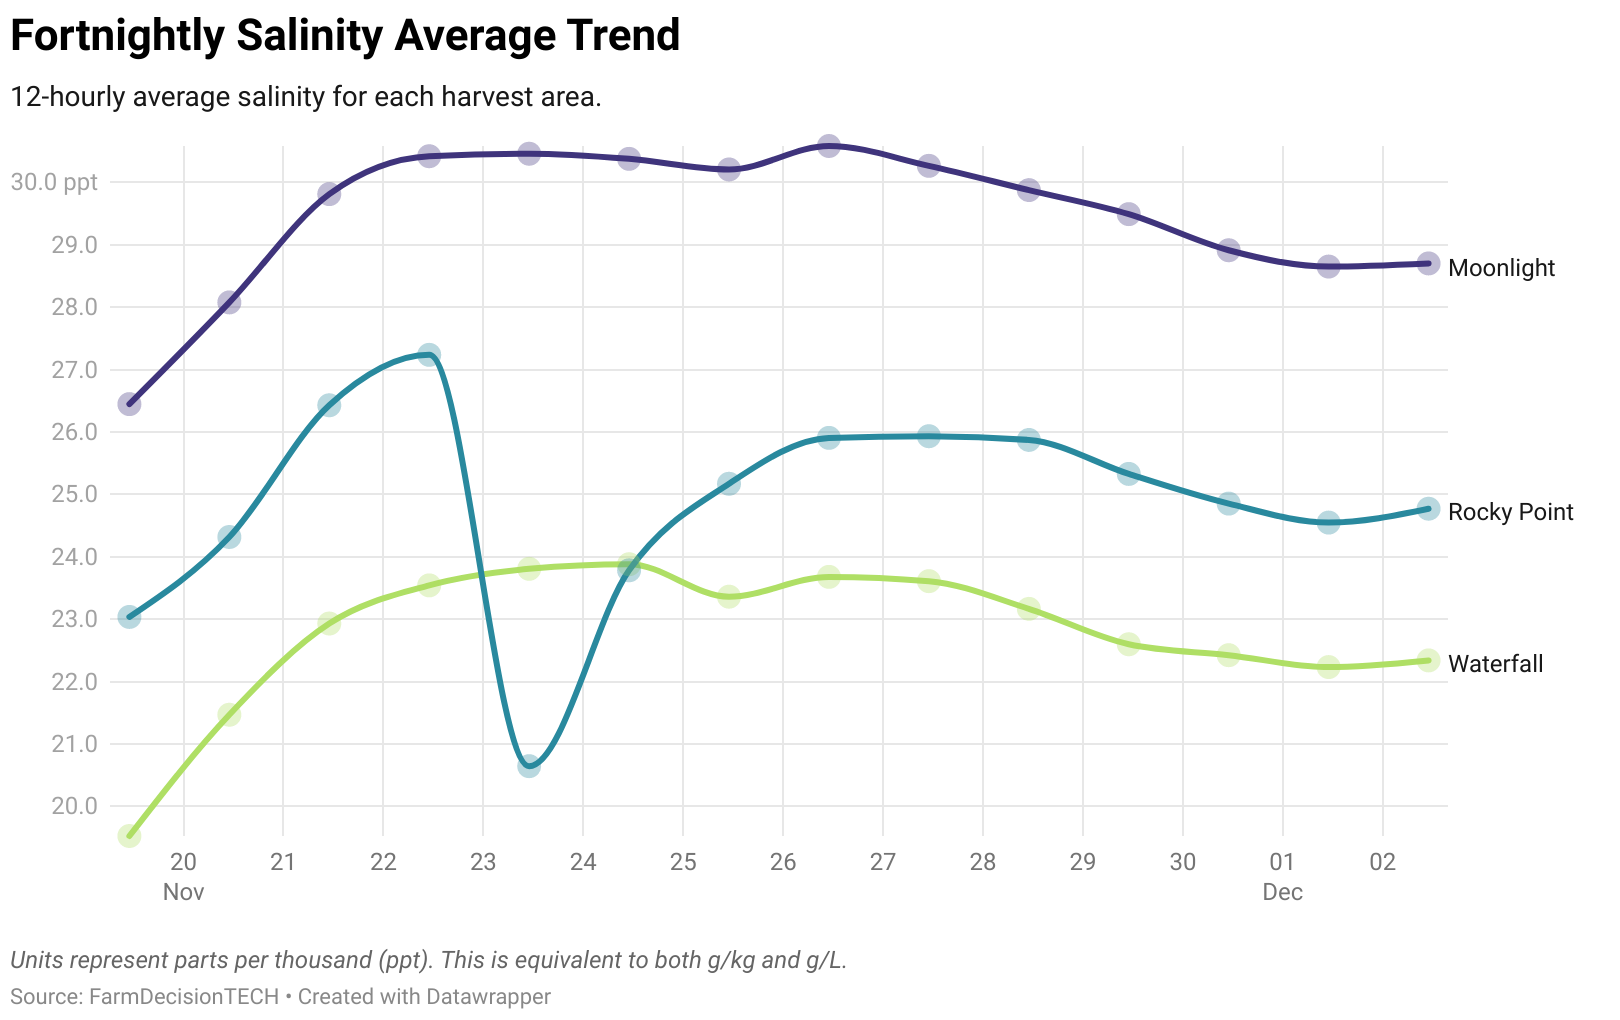 Fortnightly Salinity Average Trend
12-hourly average salinity for each harvest area.
30.0 ppt
29.0
28.0
27.0
26.0
25.0
24.0
23.0
22.0
21.0
20.0
Moonlight
Rocky Point
Waterfall
20 21 22 23 24 25 26 27 28 29 30 01 02
Nov Dec
Units represent parts per thousand (ppt). This is equivalent to both g/kg and g/L.
Source: FarmDecisionTECH • Created with Datawrapper